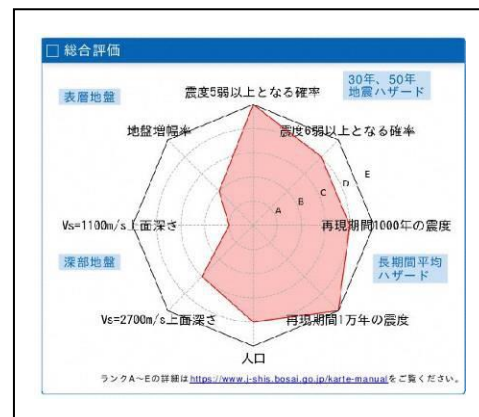 総合評価
30年、50年
地震ハザード
表層地盤
震度5弱以上となる確率
地盤増幅率
震度6弱以上となる確率
A
B
C
D
E
Vs=1100m/s上面深さ
再現期間1000年の震度
深部地盤
長期間平均
ハザード
Vs=2700m/s上面深さ
再現期間1万年の震度
人口
ランクA～Eの詳細はhttps://www.j-shis.bosai.go.jp/karte-manualをご覧ください。